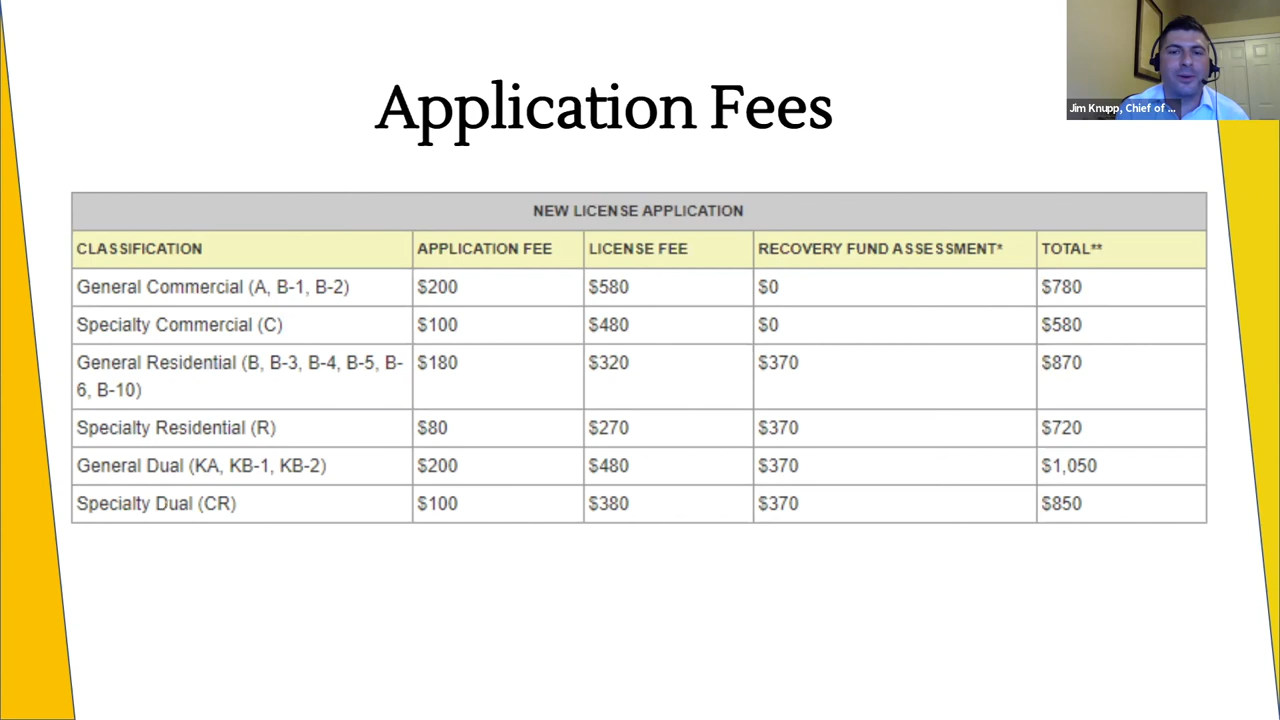 Application Fees
Jim Knupp, Chief of ...
NEW LICENSE APPLICATION
CLASSIFICATION APPLICATION FEE LICENSE FEE RECOVERY FUND ASSESSMENT* TOTAL**
General Commercial (A, B-1, B-2) $200 $580 $0 $780
Specialty Commercial (C) $100 $480 $0 $580
General Residential (B, B-3, B-4, B-5, B- $180 $320 $370 $870
6, B-10)
Specialty Residential (R) $80 $270 $370 $720
General Dual (KA, KB-1, KB-2) $200 $480 $370 $1,050
Specialty Dual (CR) $100 $380 $370 $850